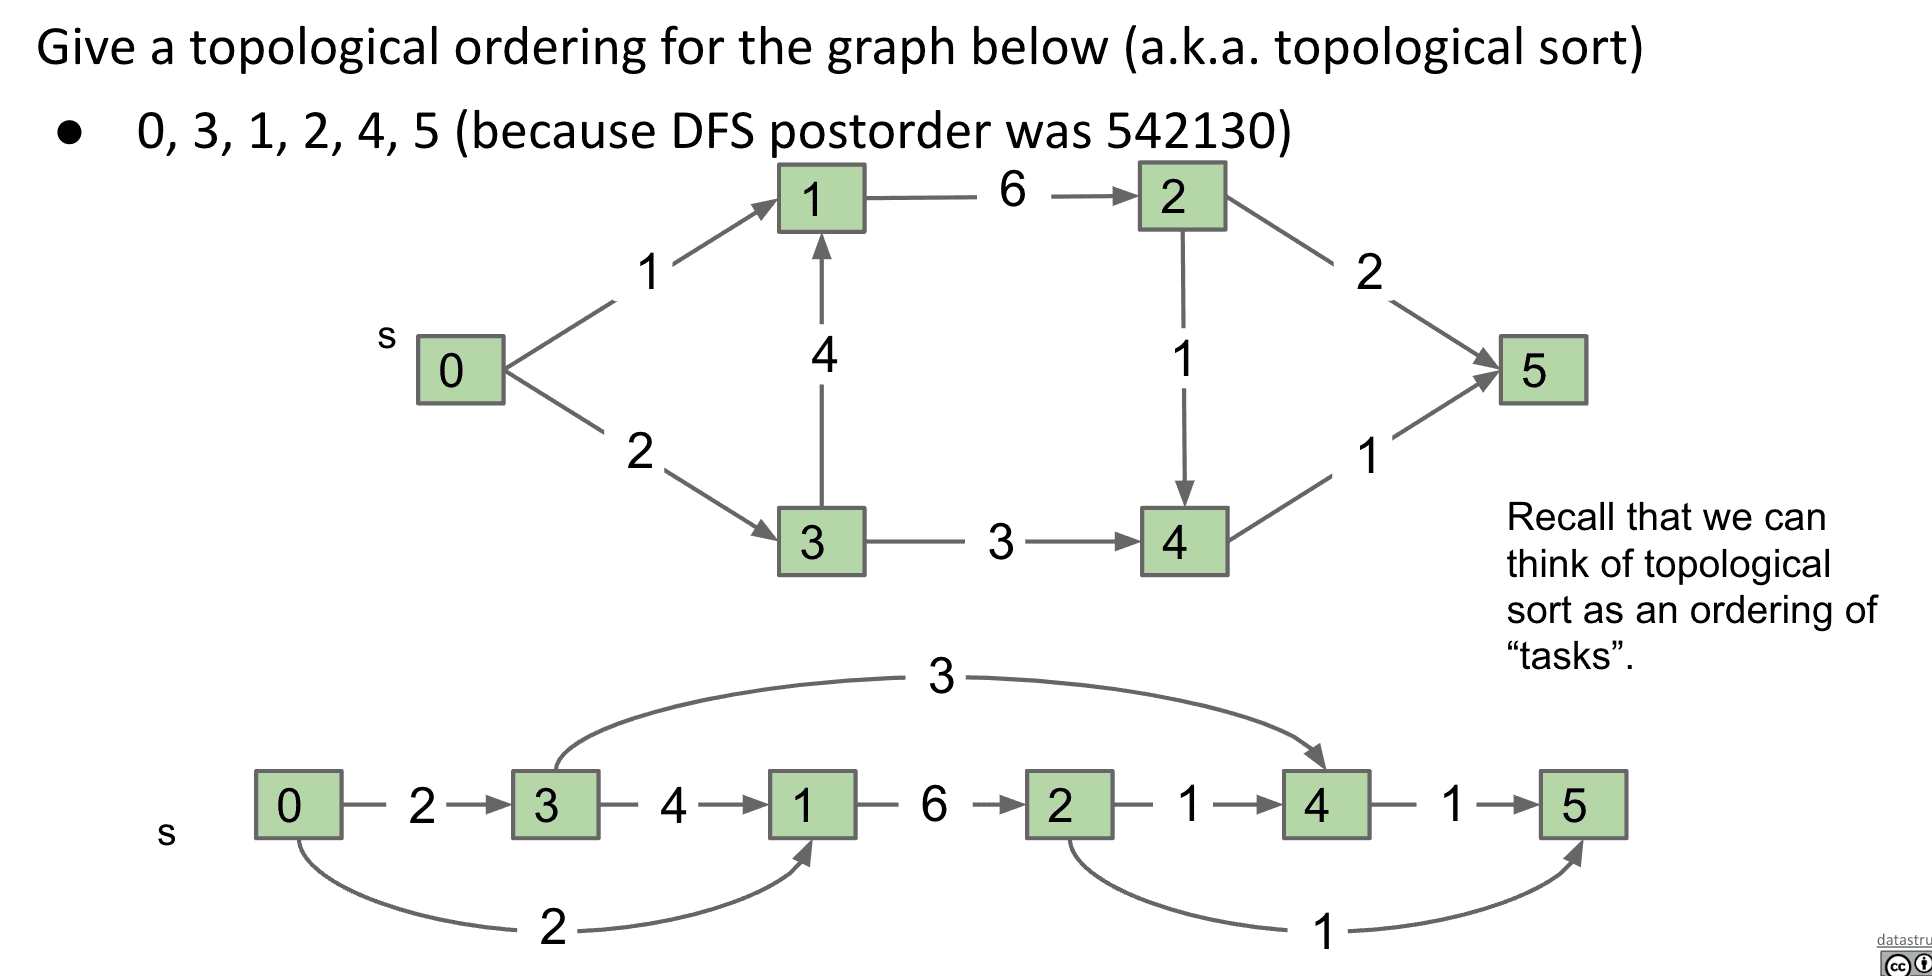 Give a topological ordering for the graph below (a.k.a. topological sort)
● 0, 3, 1, 2, 4, 5 (because DFS postorder was 542130)
1 6 2
1 2
s
0 4 1 5
2 1
3 3 4
Recall that we can
think of topological
sort as an ordering of
“tasks”.
3
0 2 3 4 1 6 2 1 4 1 5
s
2 1
datastru
cc